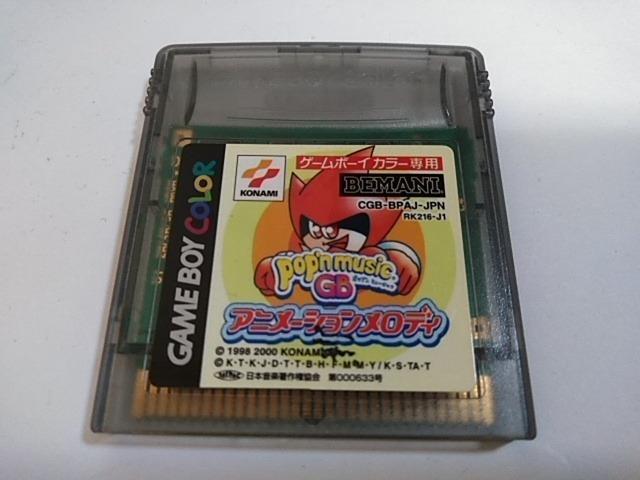 GAME BOY COLOR
KONAMI
ゲームボーイカラー専用
BEMANI
CGB-BPAJ-JPN
RK216-J1
pop'n music
GB
アニメーションメロディ
© 1998 2000 KONAMI
© K・T K・J D・T T・B H・F・M M・Y / K・S TA・T
日本音楽著作権協会 第000633号